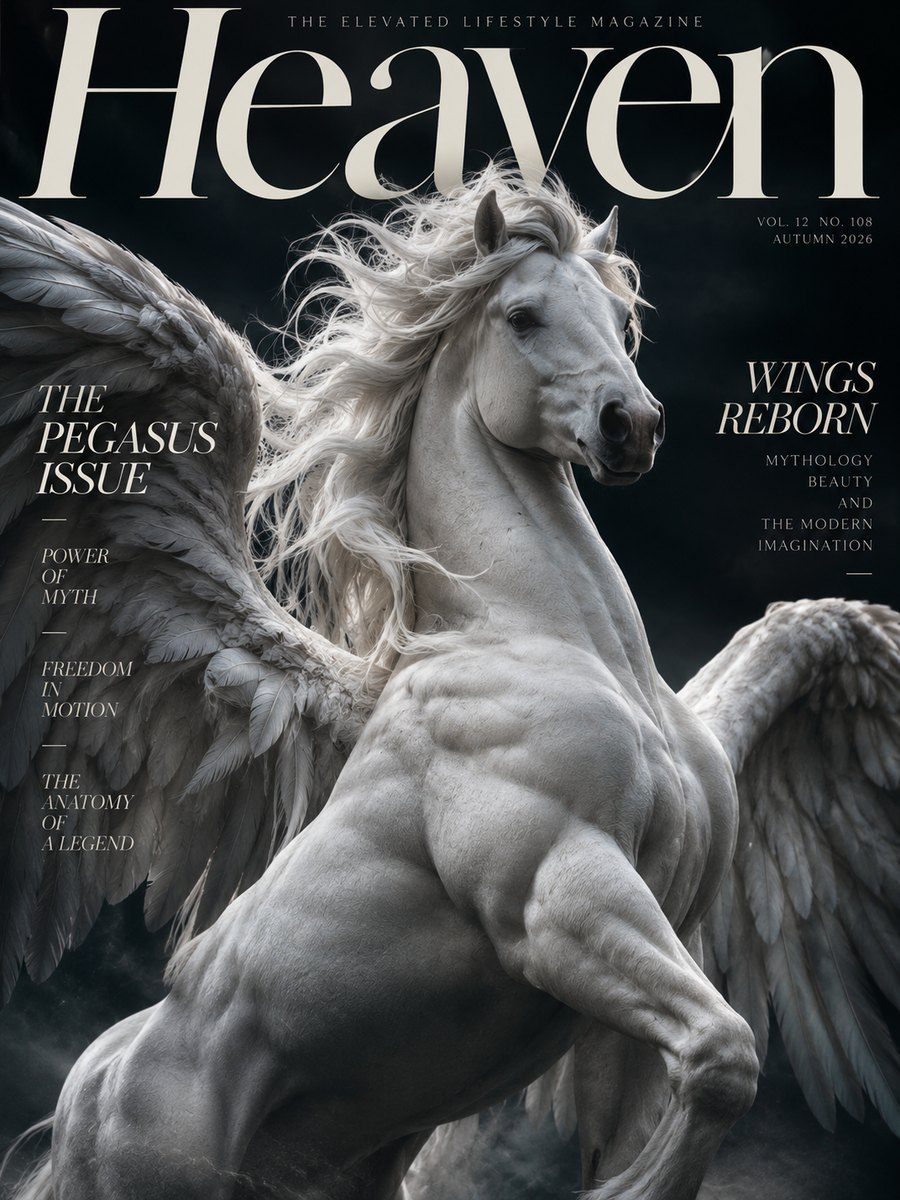 THE ELEVATED LIFESTYLE MAGAZINE
Heaven
VOL. 12 NO. 108
AUTUMN 2026
THE
PEGASUS
ISSUE
POWER
OF
MYTH
FREEDOM
IN
MOTION
THE
ANATOMY
OF
A LEGEND
WINGS
REBORN
MYTHOLOGY
BEAUTY
AND
THE MODERN
IMAGINATION